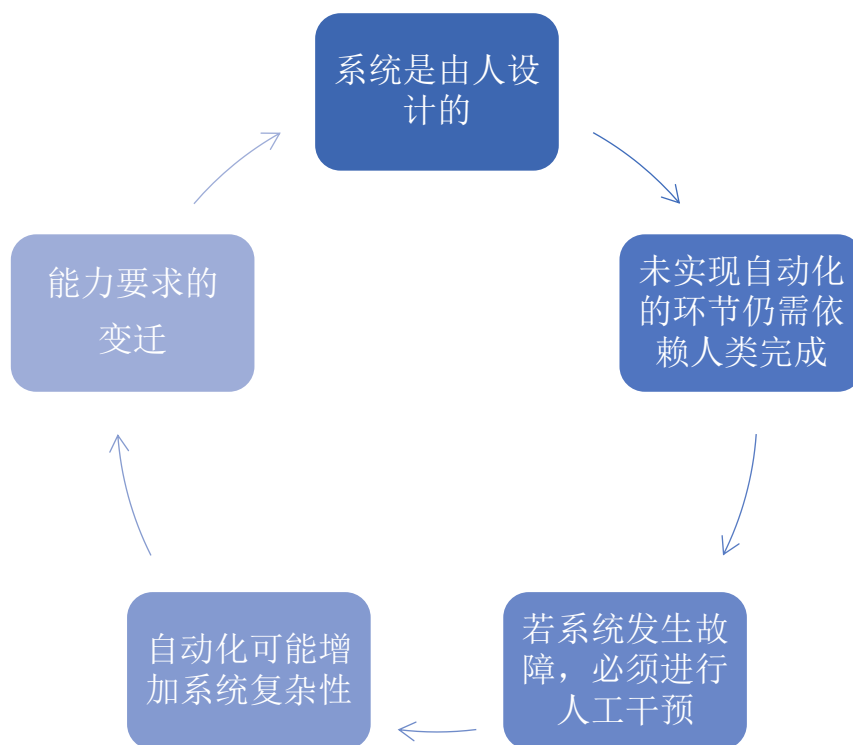 系统是由人设
计的
未实现自动化
的环节仍需依
赖人类完成
若系统发生故
障，必须进行
人工干预
自动化可能增
加系统复杂性
能力要求的
变迁